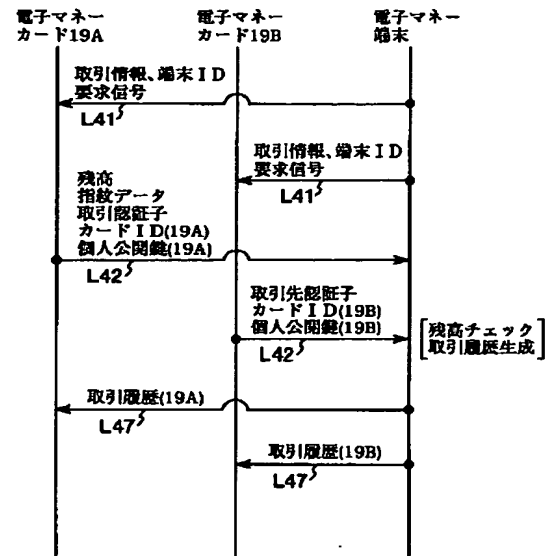 電子マネー
カード19A
電子マネー
カード19B
電子マネー
端末
取引情報、端末ID
要求信号
L41
取引情報、端末ID
要求信号
L41
残高
指紋データ
取引認証子
カードID(19A)
個人公開鍵(19A)
L42
取引先認証子
カードID(19B)
個人公開鍵(19B)
L42
残高チェック
取引履歴生成
取引履歴(19A)
L47
取引履歴(19B)
L47